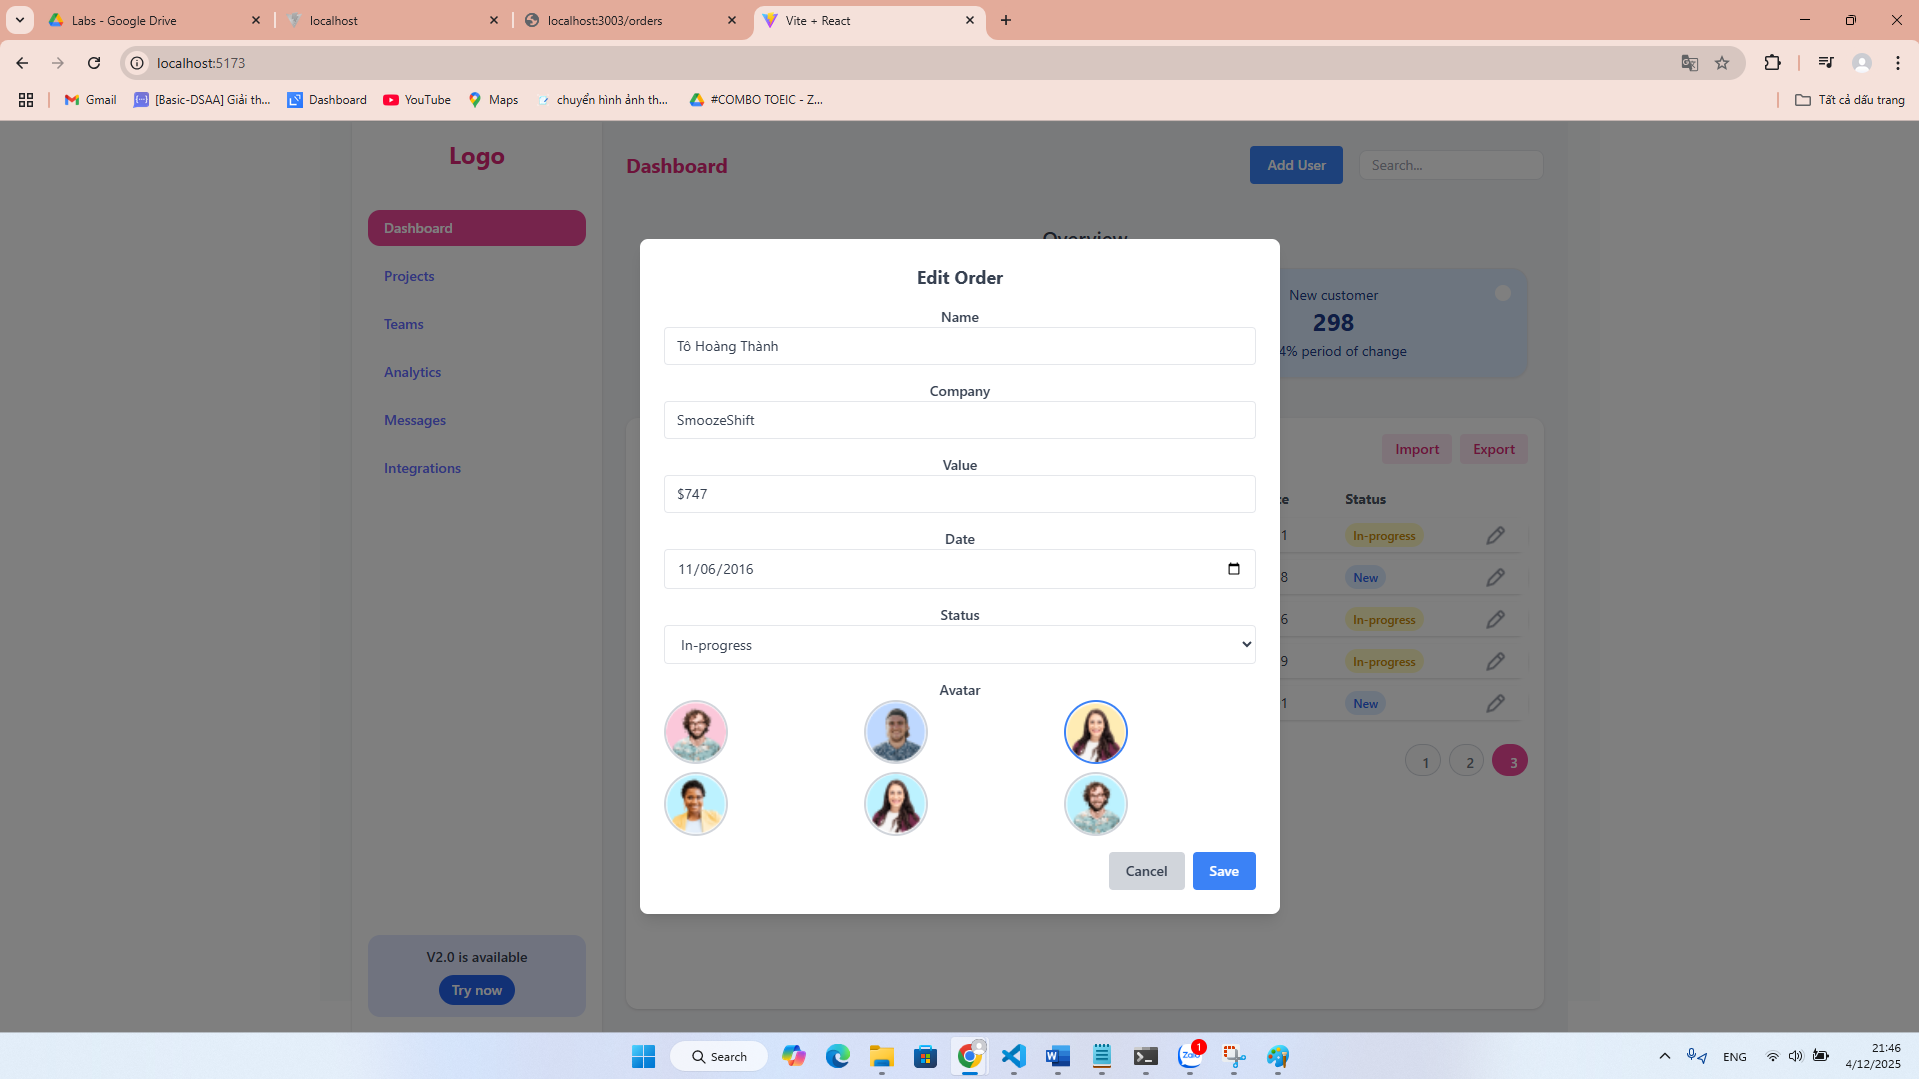 Labs - Google Drive
localhost
localhost:3003/orders
Vite + React
localhost:5173
Gmail
[Basic-DSAA] Giải th...
Dashboard
YouTube
Maps
chuyển hình ảnh th...
#COMBO TOEIC - Z...
Tất cả dấu trang
Logo
Dashboard
Projects
Teams
Analytics
Messages
Integrations
V2.0 is available
Try now
Dashboard
Add User
Search...
Overview
New customer
298
4% period of change
Import
Export
Status
1 In-progress
8 New
6 In-progress
9 In-progress
1 New
1 2 3
Edit Order
Name
Tô Hoàng Thành
Company
SmoozeShift
Value
$747
Date
11/06/2016
Status
In-progress
Avatar
Cancel
Save
Search
Zalo
1
ENG
21:46
4/12/2025